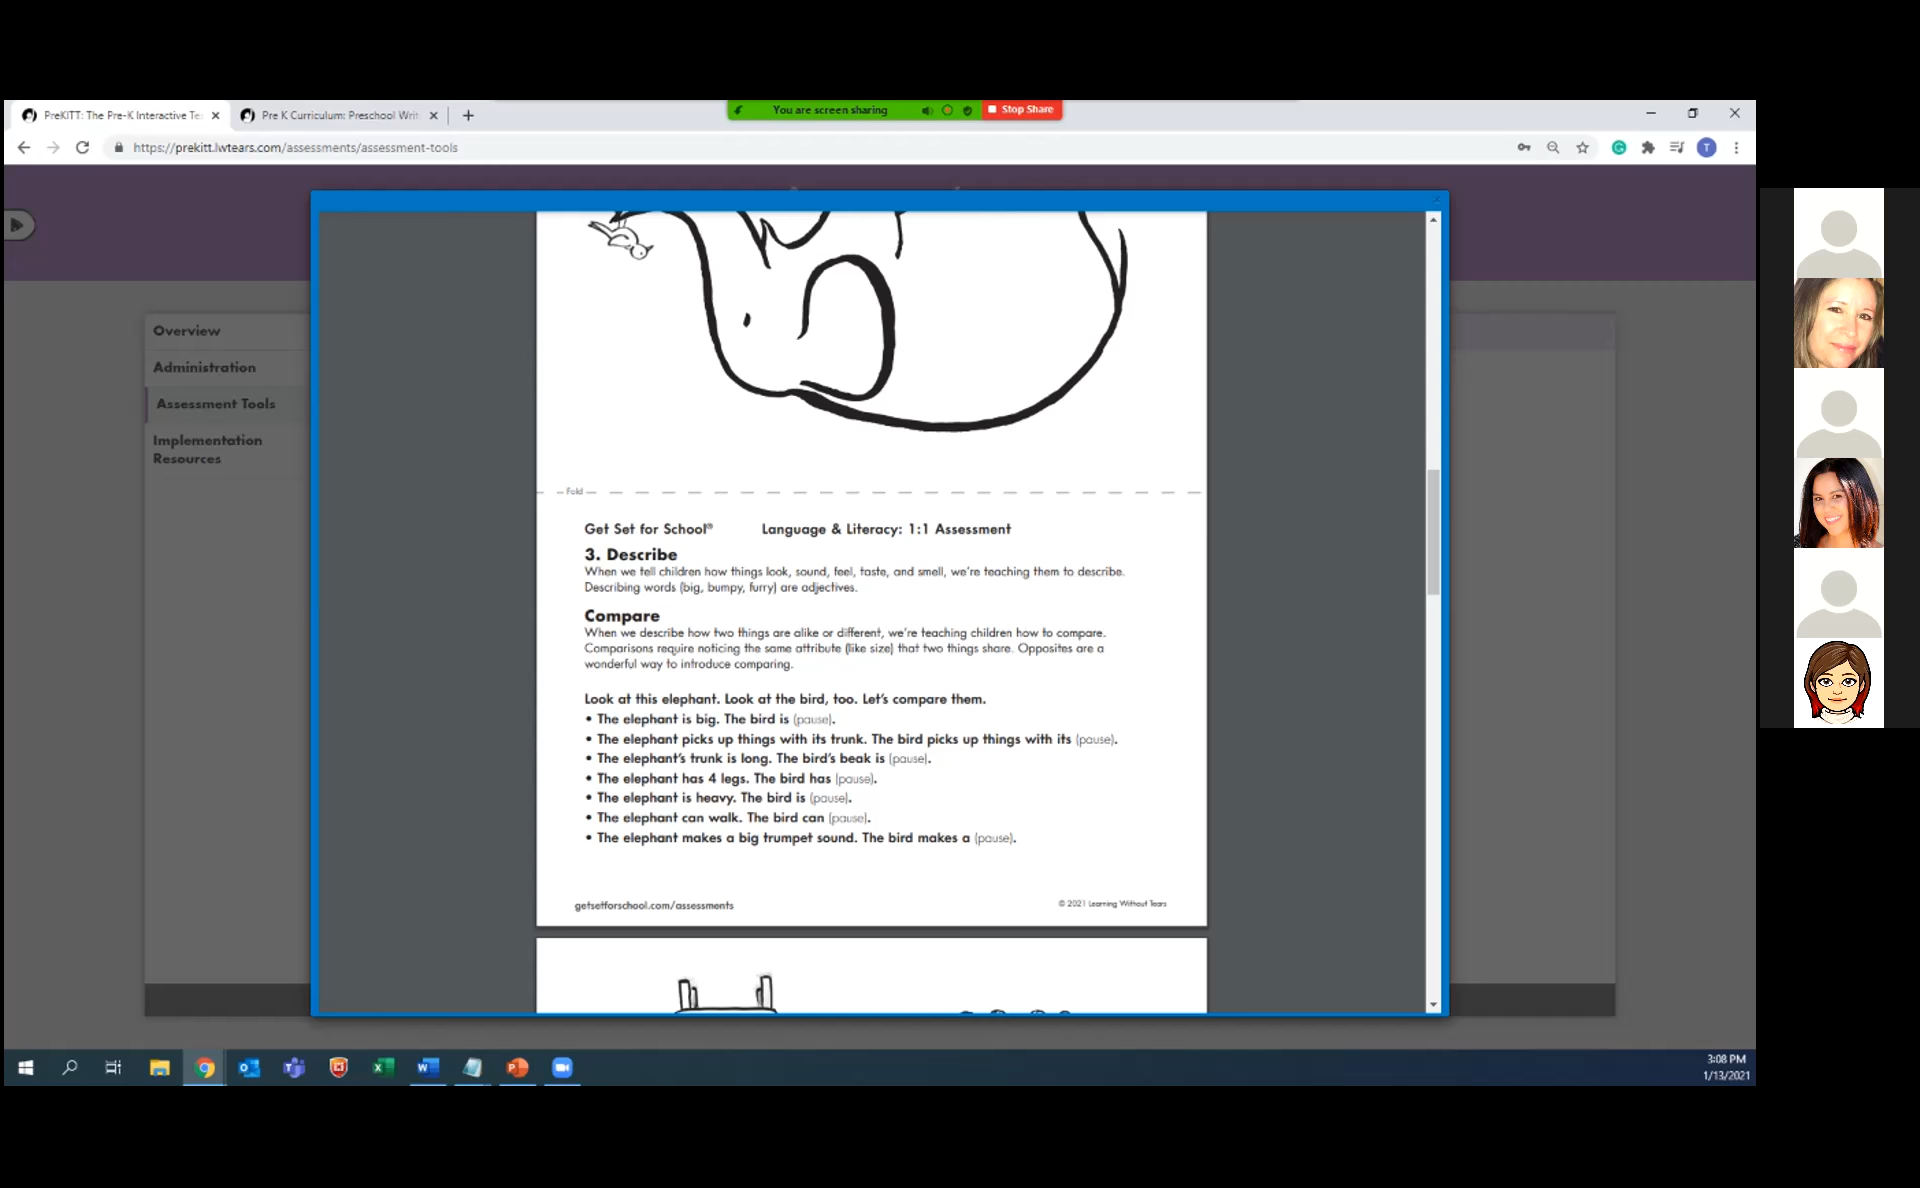 You are screen sharing
Stop Share
PreKITT: The Pre-K Interactive Te
Pre K Curriculum: Preschool Writ
https://prekitt.lwtears.com/assessments/assessment-tools
T
Overview
Administration
Assessment Tools
Implementation
Resources
Fold
Get Set for School® Language & Literacy: 1:1 Assessment
3. Describe
When we tell children how things look, sound, feel, taste, and smell, we're teaching them to describe.
Describing words (big, bumpy, furry) are adjectives.
Compare
When we describe how two things are alike or different, we're teaching children how to compare.
Comparisons require noticing the same attribute (like size) that two things share. Opposites are a
wonderful way to introduce comparing.
Look at this elephant. Look at the bird, too. Let's compare them.
• The elephant is big. The bird is (pause).
• The elephant picks up things with its trunk. The bird picks up things with its (pause).
• The elephant's trunk is long. The bird's beak is (pause).
• The elephant has 4 legs. The bird has (pause).
• The elephant is heavy. The bird is (pause).
• The elephant can walk. The bird can (pause).
• The elephant makes a big trumpet sound. The bird makes a (pause).
getsetforschool.com/assessments
© 2021 Learning Without Tears
3:08 PM
1/13/2021